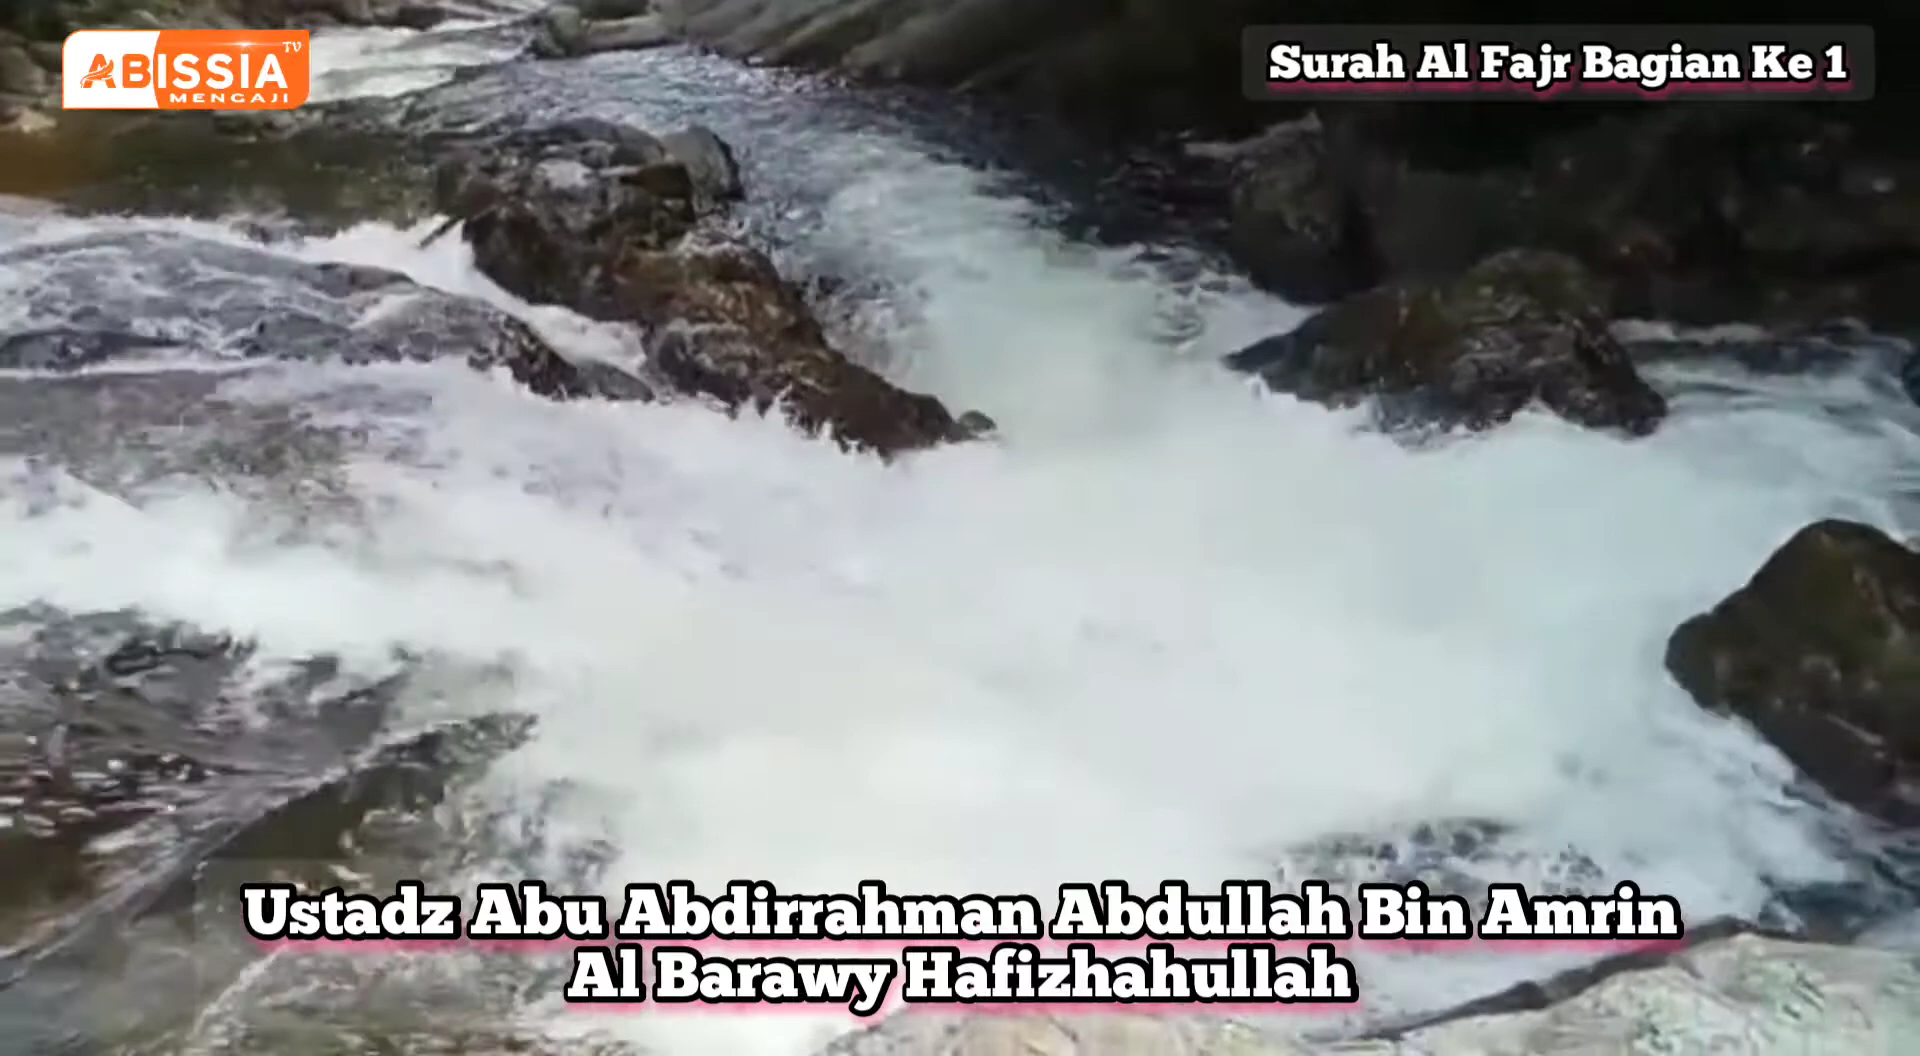 ABISSIA TV
MENGAJI
Surah Al Fajr Bagian Ke 1
Ustadz Abu Abdirrahman Abdullah Bin Amrin
Al Barawy Hafizhahullah